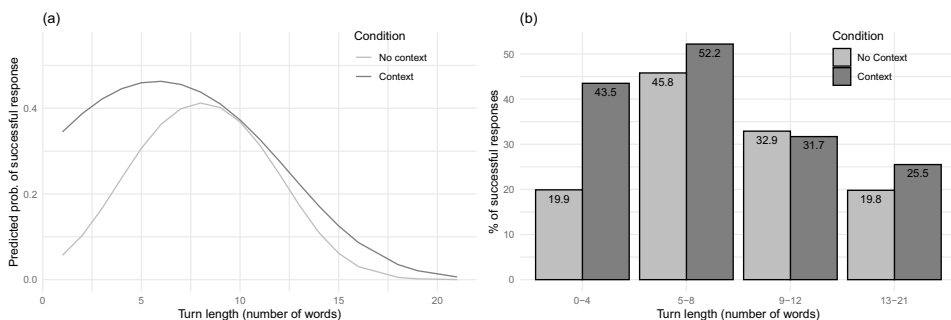 (a)
Condition
No context
Context
Predicted prob. of successful response
0.4
0.2
0.0
0
5
10
15
20
Turn length (number of words)
(b)
Condition
No Context
Context
% of successful responses
50
40
30
20
10
0
19.9
43.5
45.8
52.2
32.9
31.7
19.8
25.5
0−4
5−8
9−12
13−21
Turn length (number of words)